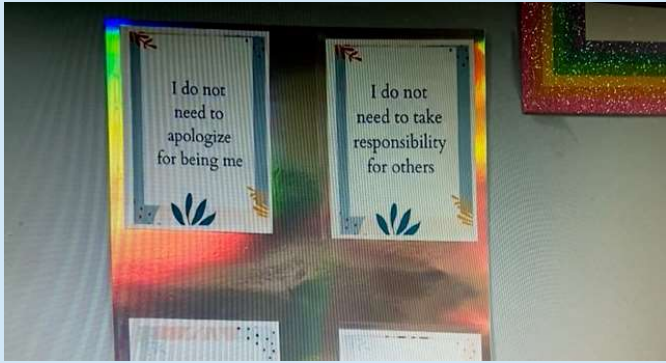 I do not
need to
apologize
for being me
I do not
need to take
responsibility
for others